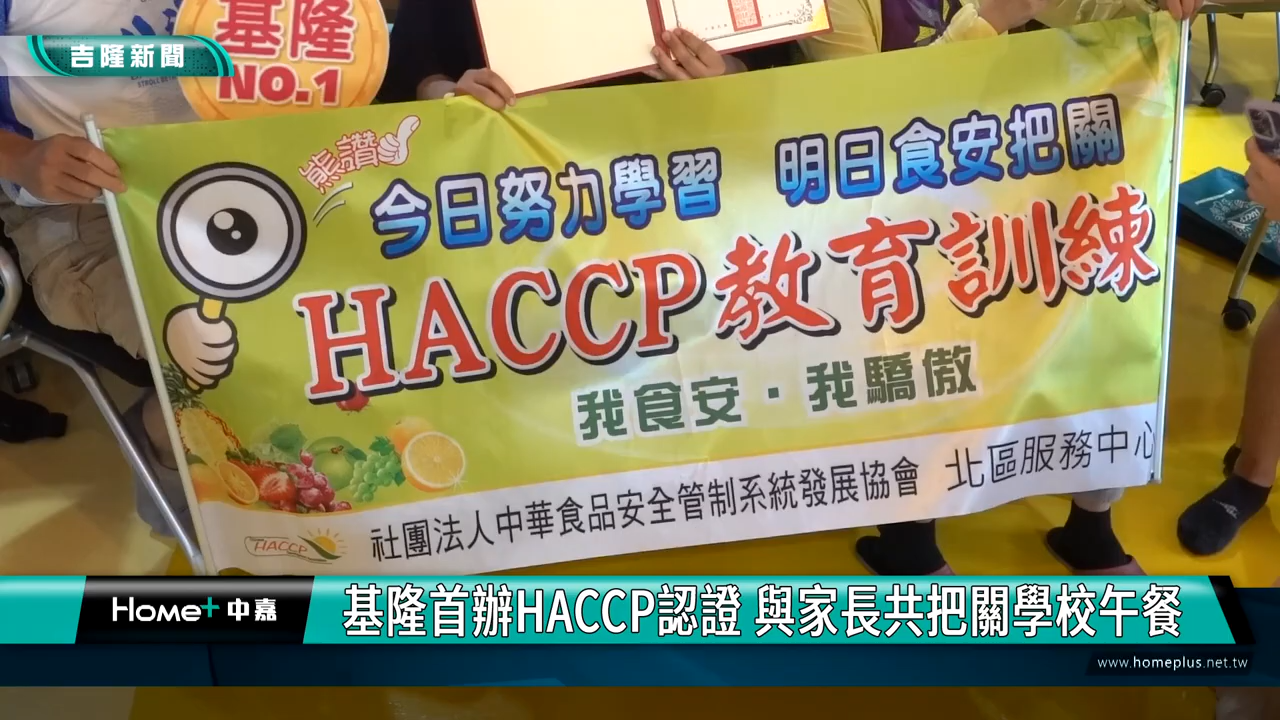 吉隆新聞
基隆
NO.1
熊讚
今日努力學習 明日食安把關
HACCP教育訓練
我食安·我驕傲
社團法人中華食品安全管制系統發展協會 北區服務中心
HACCP
Home+中嘉
基隆首辦HACCP認證 與家長共把關學校午餐
www.homeplus.net.tw